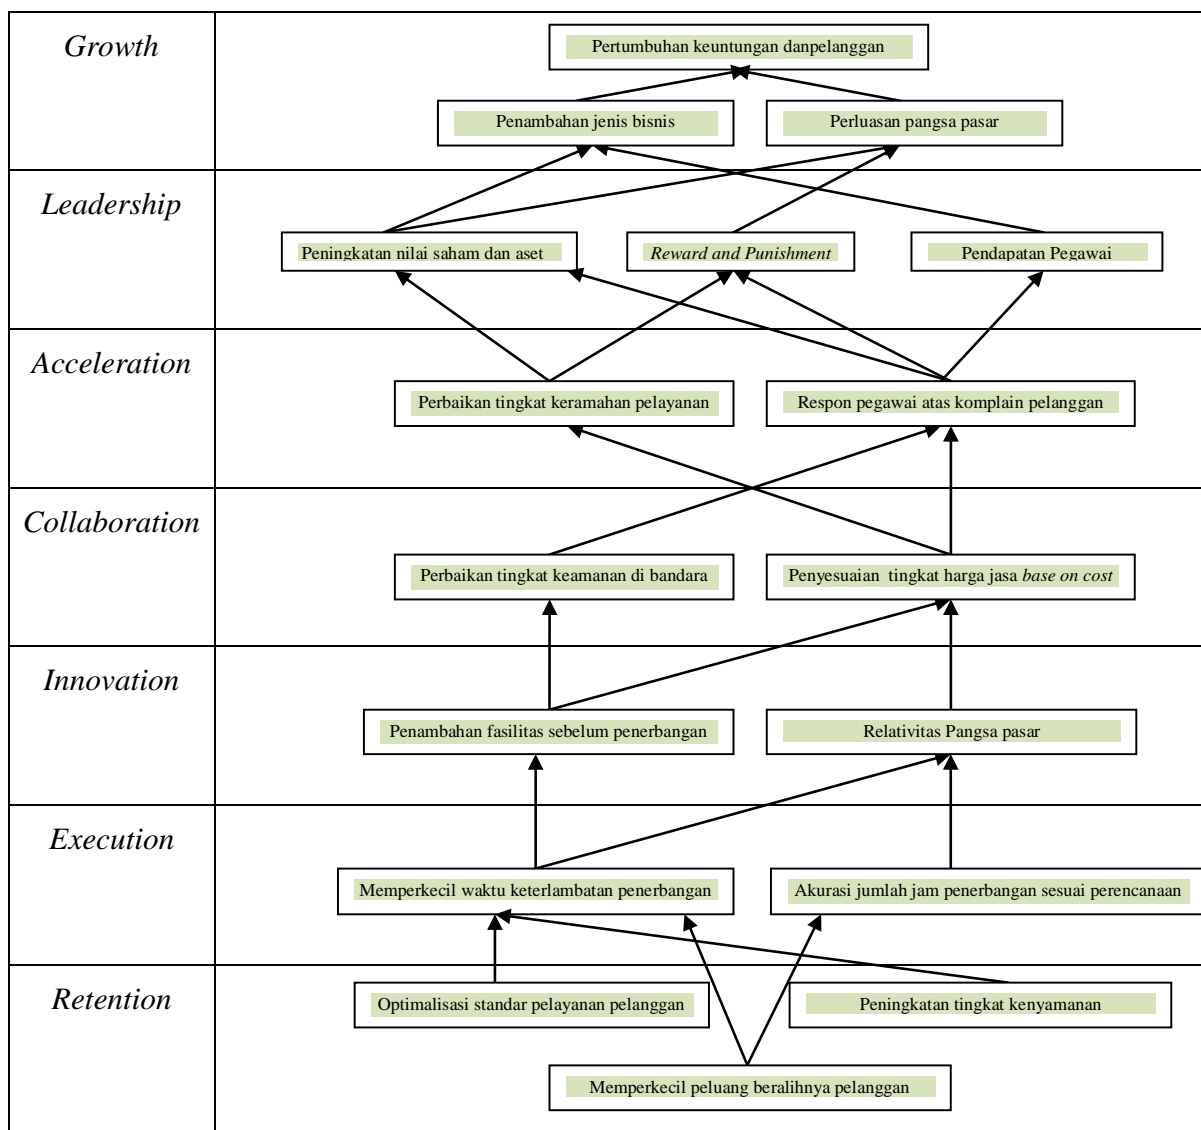 Growth
Pertumbuhan keuntungan danpelanggan
Penambahan jenis bisnis
Perluasan pangsa pasar
Leadership
Peningkatan nilai saham dan aset
Reward and Punishment
Pendapatan Pegawai
Acceleration
Perbaikan tingkat keramahan pelayanan
Respon pegawai atas komplain pelanggan
Collaboration
Perbaikan tingkat keamanan di bandara
Penyesuaian tingkat harga jasa base on cost
Innovation
Penambahan fasilitas sebelum penerbangan
Relativitas Pangsa pasar
Execution
Memperkecil waktu keterlambatan penerbangan
Akurasi jumlah jam penerbangan sesuai perencanaan
Retention
Optimalisasi standar pelayanan pelanggan
Peningkatan tingkat kenyamanan
Memperkecil peluang beralihnya pelanggan